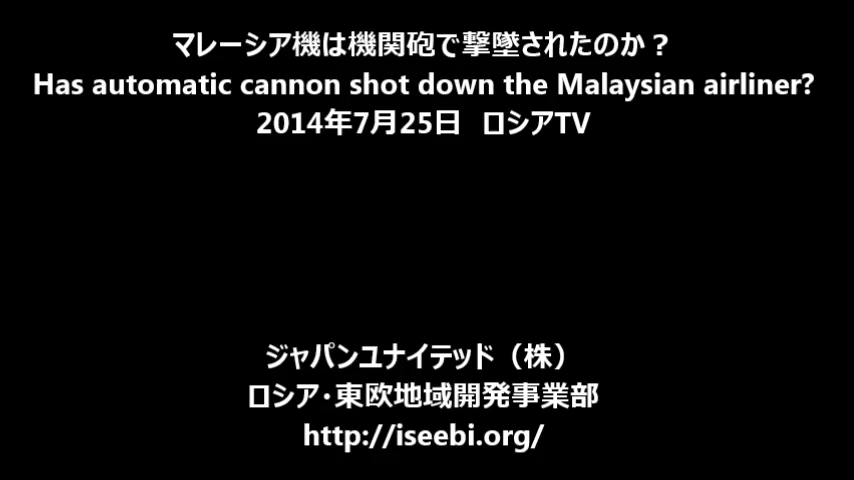 マレーシア機は機関砲で撃墜されたのか？
Has automatic cannon shot down the Malaysian airliner?
2014年7月25日　ロシアTV
ジャパンユナイテッド（株）
ロシア・東欧地域開発事業部
http://iseebi.org/